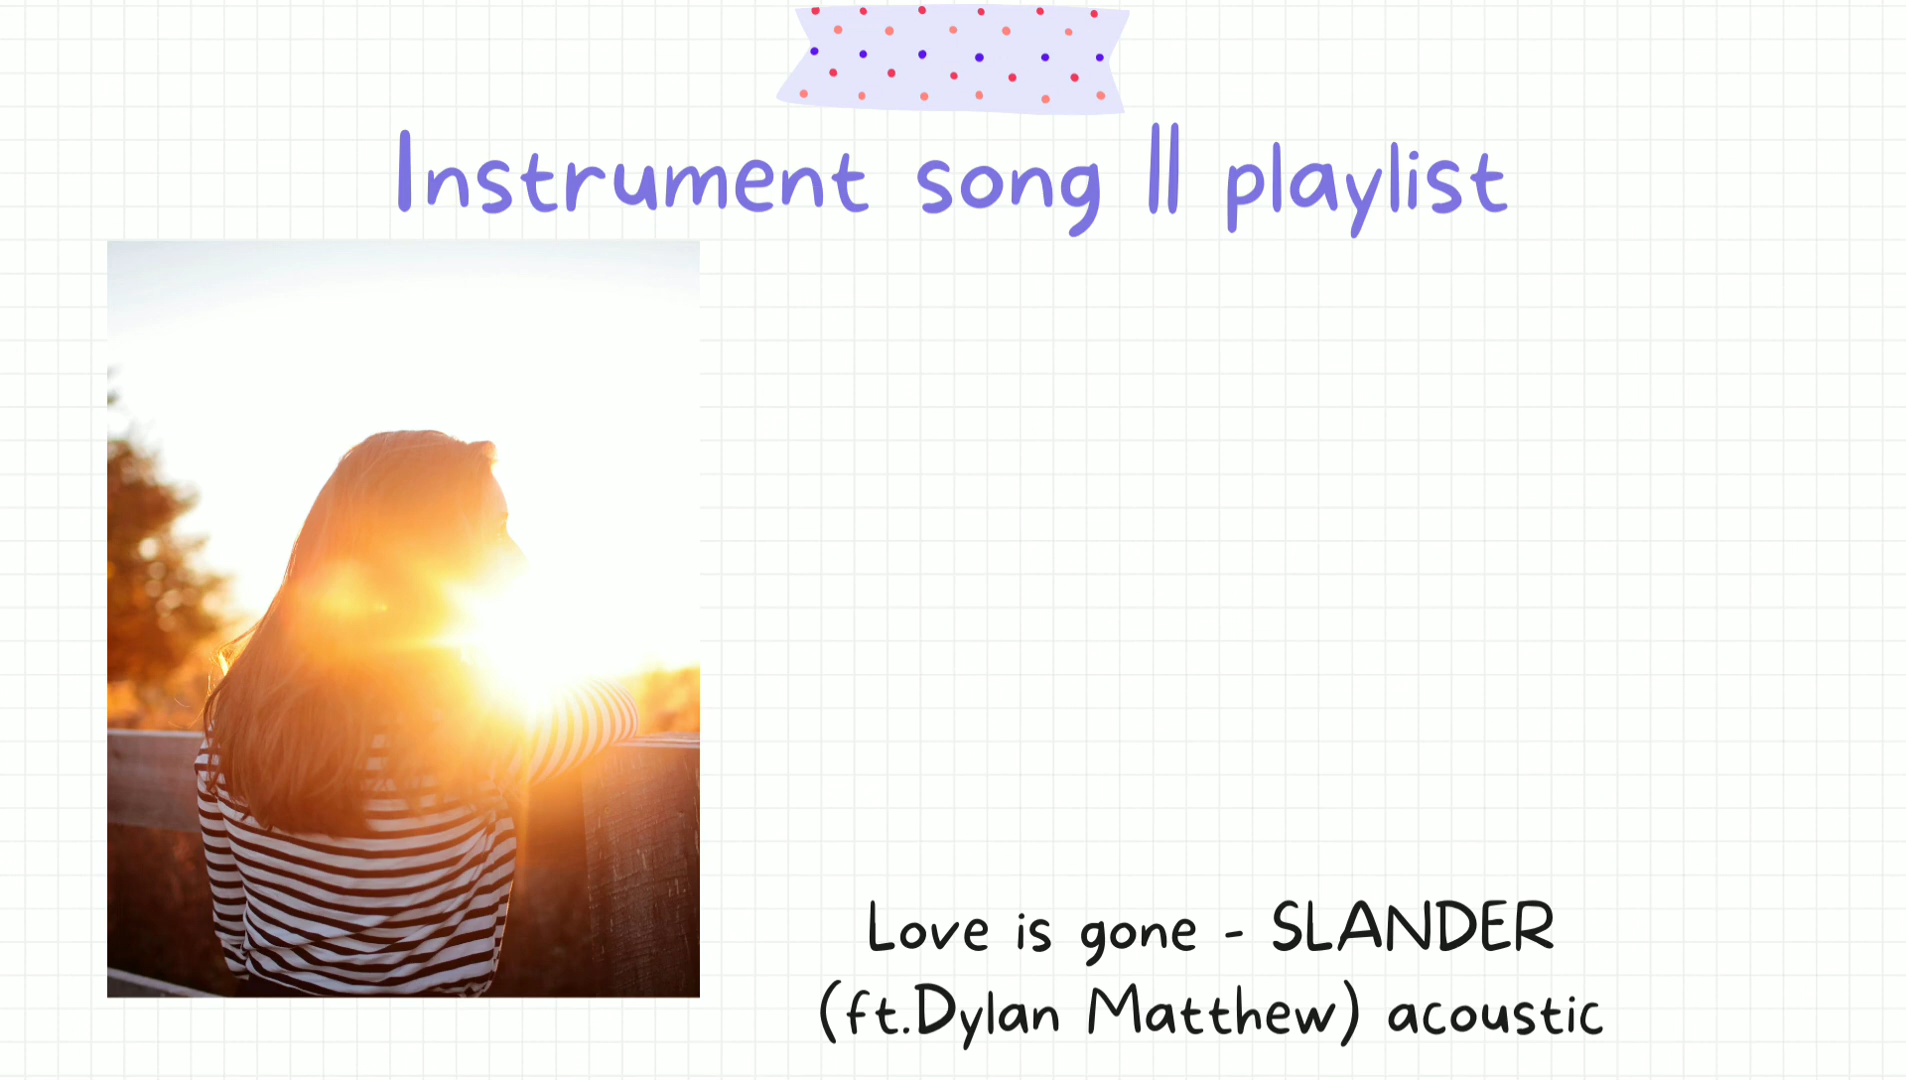 Instrument song || playlist
Love is gone - SLANDER
(ft.Dylan Matthew) acoustic